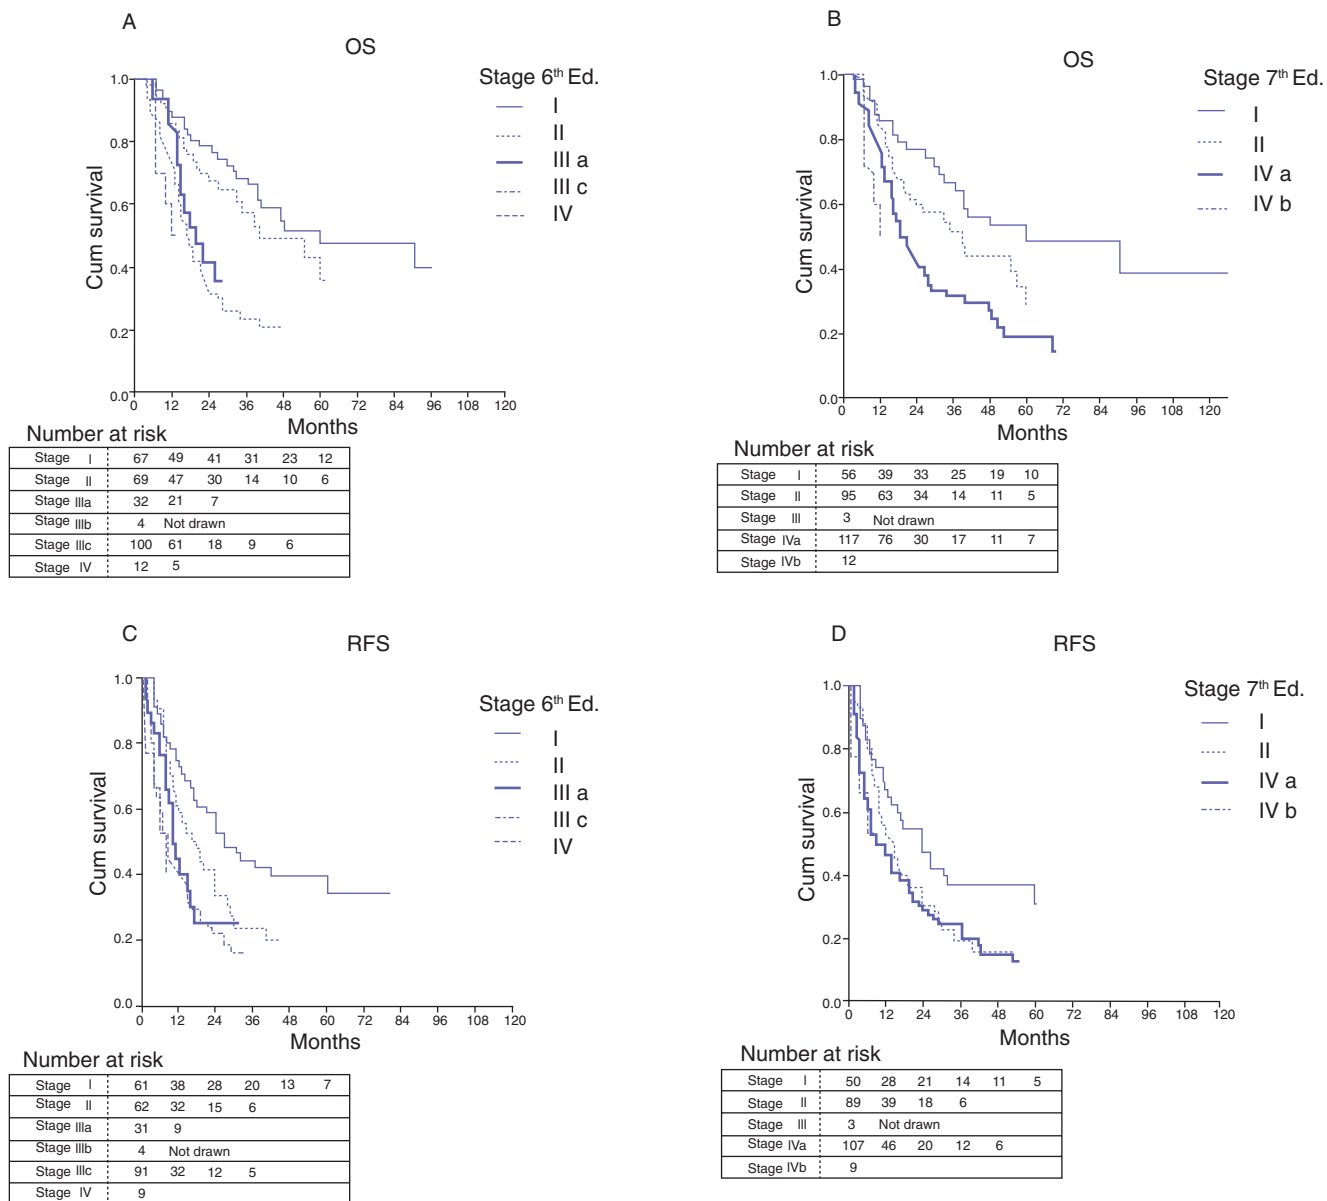 A
OS
Stage 6th Ed.
I
II
III a
III c
IV
Cum survival
1.0
0.8
0.6
0.4
0.2
0.0
0 12 24 36 48 60 72 84 96 108 120
Months
Number at risk
Stage I 67 49 41 31 23 12
Stage II 69 47 30 14 10 6
Stage IIIa 32 21 7
Stage IIIb 4 Not drawn
Stage IIIc 100 61 18 9 6
Stage IV 12 5
B
OS
Stage 7th Ed.
I
II
IV a
IV b
Cum survival
1.0
0.8
0.6
0.4
0.2
0.0
0 12 24 36 48 60 72 84 96 108 120
Months
Number at risk
Stage I 56 39 33 25 19 10
Stage II 95 63 34 14 11 5
Stage III 3 Not drawn
Stage IVa 117 76 30 17 11 7
Stage IVb 12
C
RFS
Stage 6th Ed.
I
II
III a
III c
IV
Cum survival
1.0
0.8
0.6
0.4
0.2
0.0
0 12 24 36 48 60 72 84 96 108 120
Months
Number at risk
Stage I 61 38 28 20 13 7
Stage II 62 32 15 6
Stage IIIa 31 9
Stage IIIb 4 Not drawn
Stage IIIc 91 32 12 5
Stage IV 9
D
RFS
Stage 7th Ed.
I
II
IV a
IV b
Cum survival
1.0
0.8
0.6
0.4
0.2
0.0
0 12 24 36 48 60 72 84 96 108 120
Months
Number at risk
Stage I 50 28 21 14 11 5
Stage II 89 39 18 6
Stage III 3 Not drawn
Stage IVa 107 46 20 12 6
Stage IVb 9